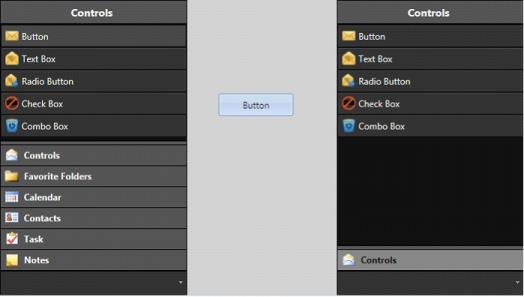 Controls
Button
Text Box
Radio Button
Check Box
Combo Box
Controls
Favorite Folders
Calendar
Contacts
Task
Notes
Button
Controls
Button
Text Box
Radio Button
Check Box
Combo Box
Controls